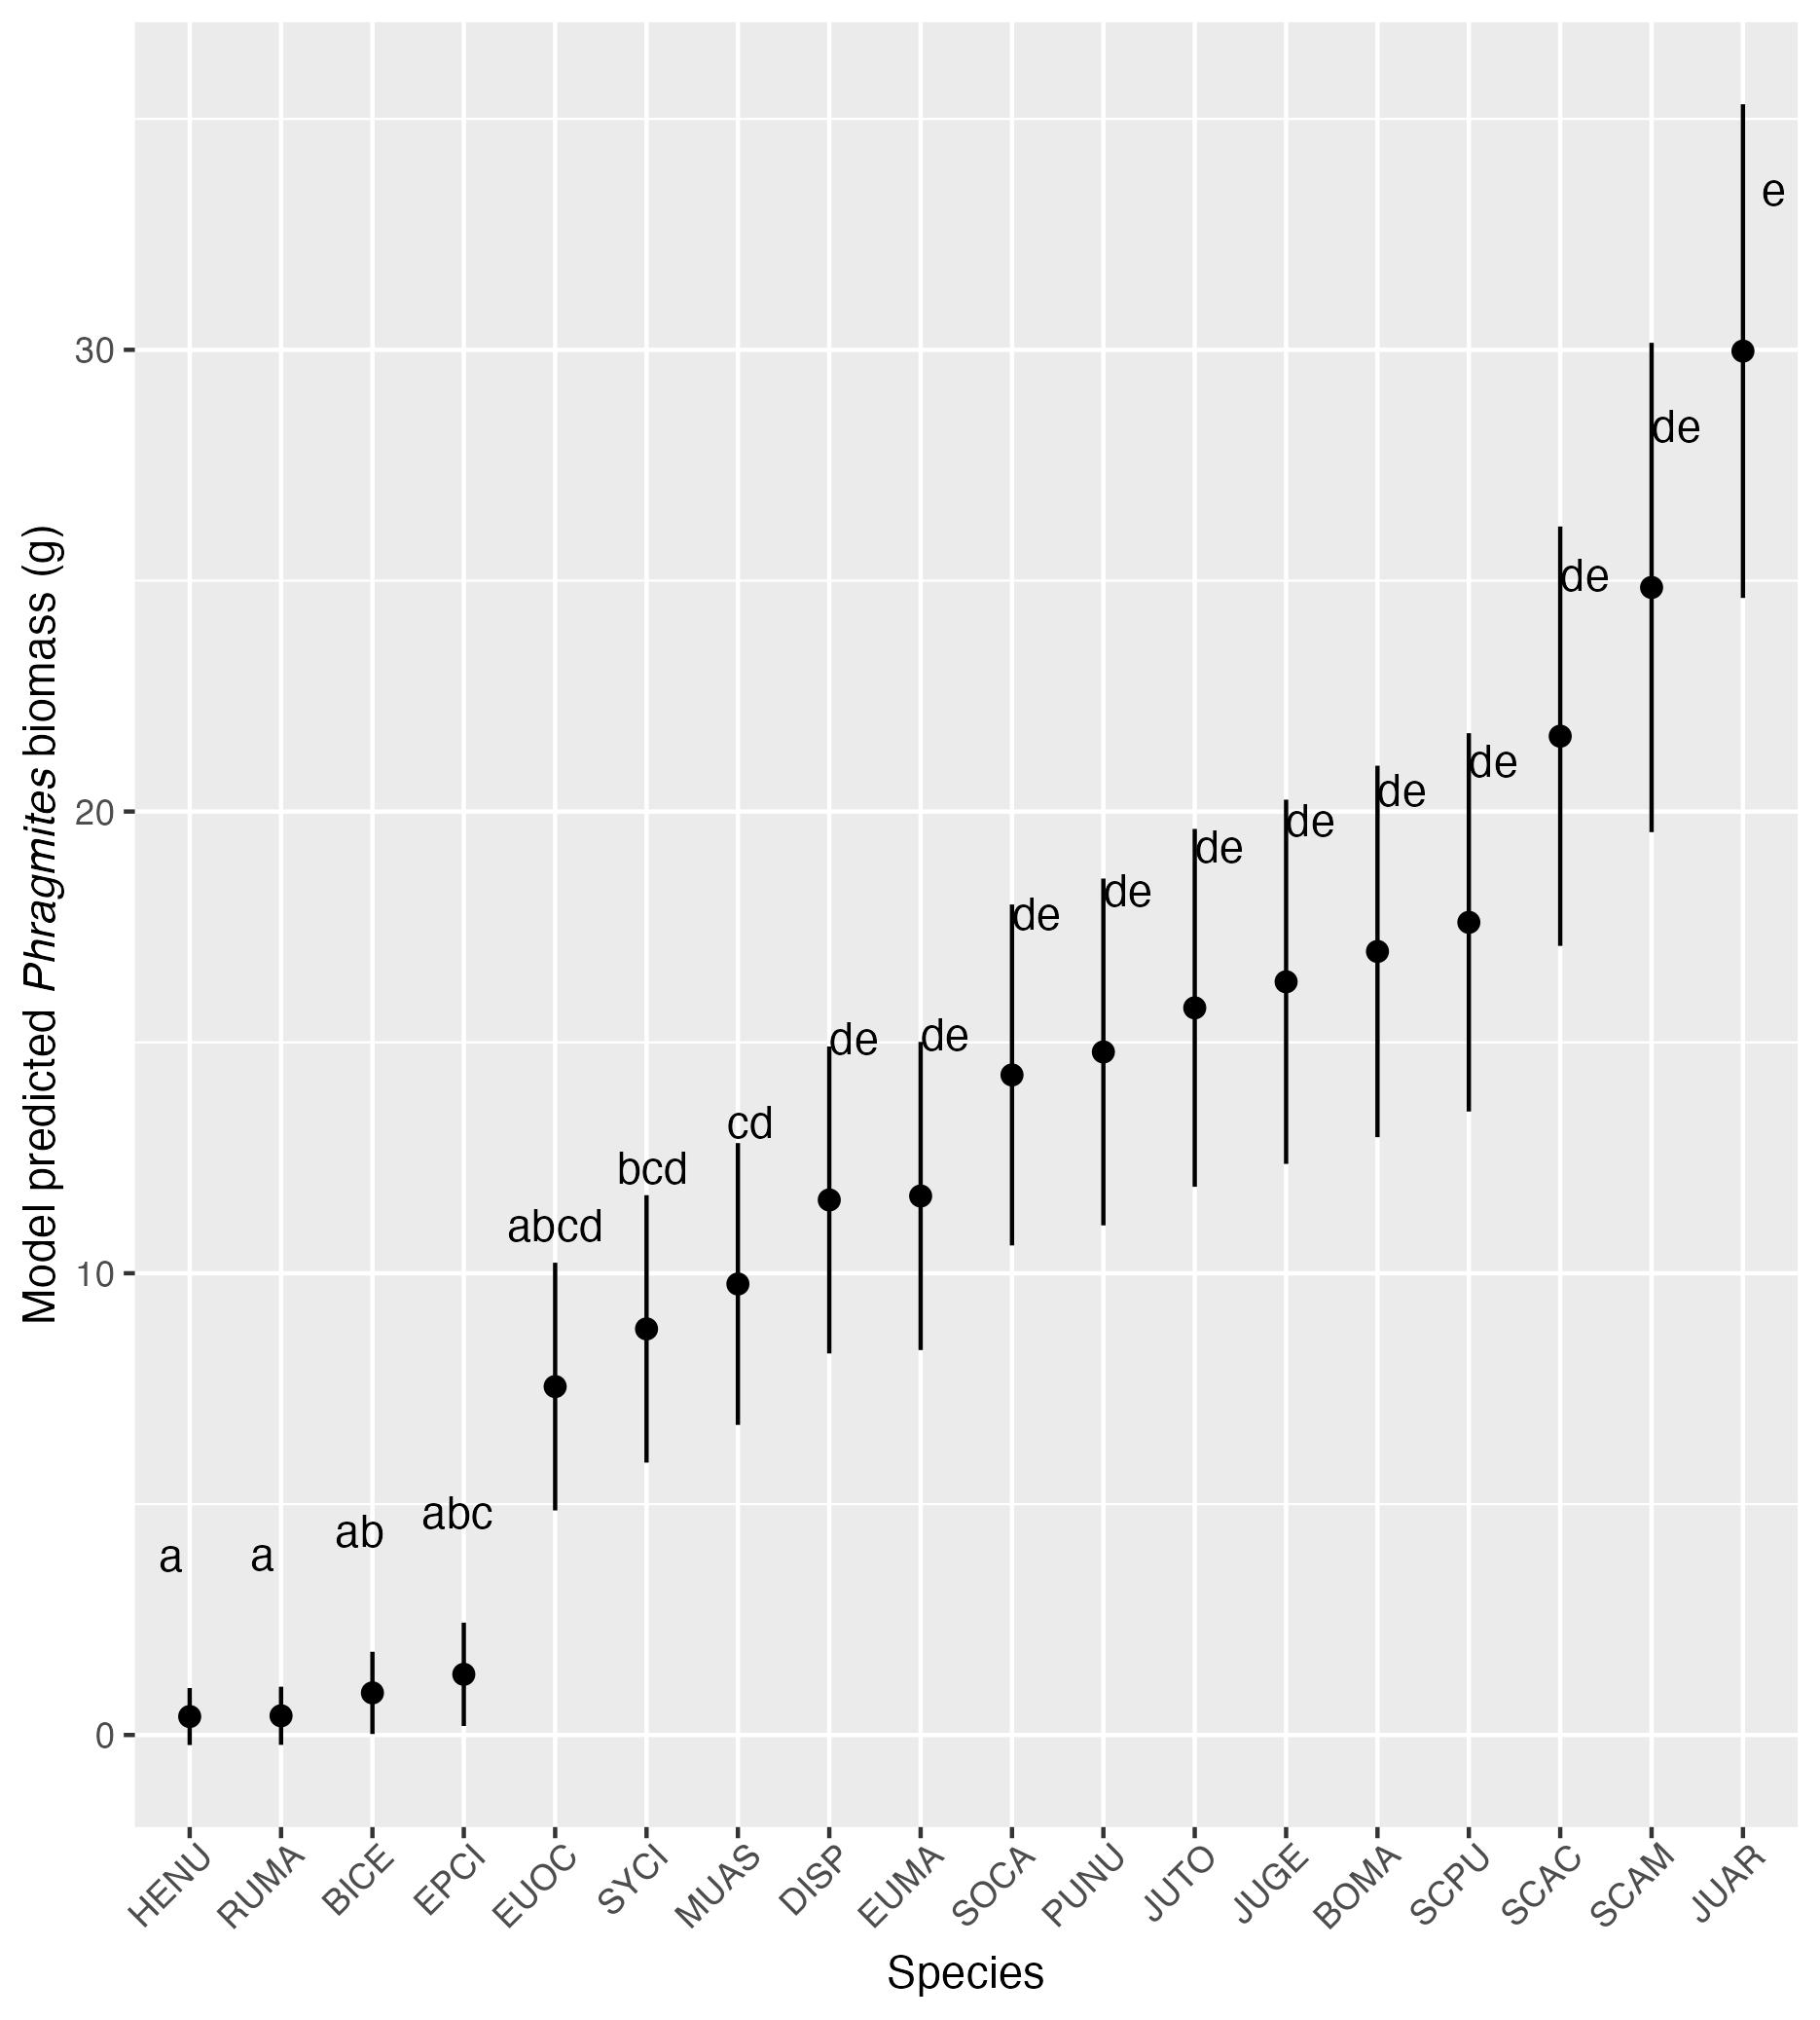 Model predicted Phragmites biomass (g)
30
20
10
0
a
a
ab
abc
abcd
bcd
cd
de
de
de
de
de
de
de
de
de
de
e
HENU
RUMA
BICE
EPCI
EUOC
SYCI
MUAS
DISP
EUMA
SOCA
PUNU
JUTO
JUGE
BOMA
SCPU
SCAC
SCAM
JUAR
Species